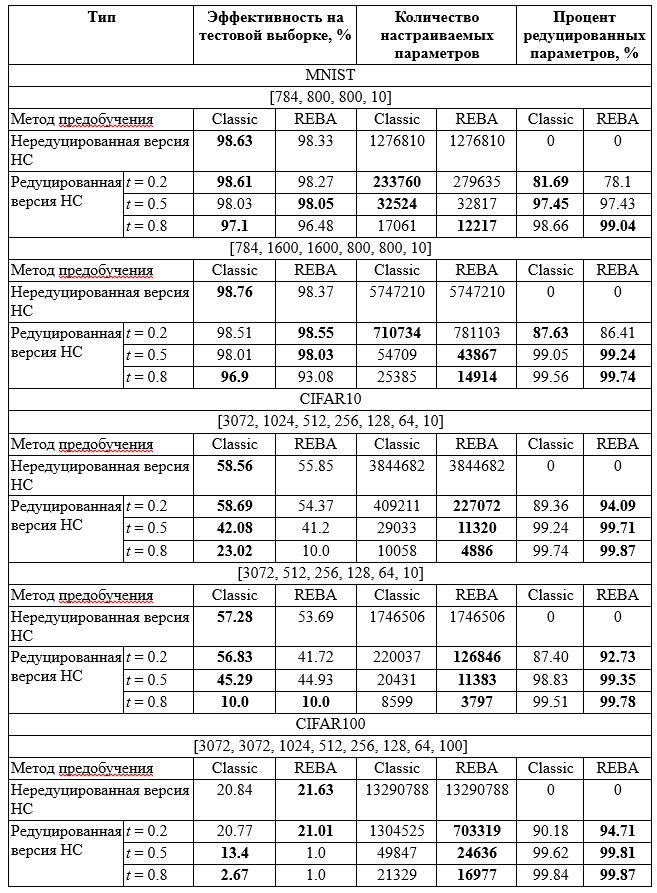 Тип Эффективность на тестовой выборке, % Количество настраиваемых параметров Процент редуцированных параметров, %
MNIST
[784, 800, 800, 10]
Метод предобучения Classic REBA Classic REBA Classic REBA
Нередуцированная версия НС 98.63 98.33 1276810 1276810 0 0
Редуцированная версия НС t = 0.2 98.61 98.27 233760 279635 81.69 78.1
t = 0.5 98.03 98.05 32524 32817 97.45 97.43
t = 0.8 97.1 96.48 17061 12217 98.66 99.04
[784, 1600, 1600, 800, 800, 10]
Метод предобучения Classic REBA Classic REBA Classic REBA
Нередуцированная версия НС 98.76 98.37 5747210 5747210 0 0
Редуцированная версия НС t = 0.2 98.51 98.55 710734 781103 87.63 86.41
t = 0.5 98.01 98.03 54709 43867 99.05 99.24
t = 0.8 96.9 93.08 25385 14914 99.56 99.74
CIFAR10
[3072, 1024, 512, 256, 128, 64, 10]
Метод предобучения Classic REBA Classic REBA Classic REBA
Нередуцированная версия НС 58.56 55.85 3844682 3844682 0 0
Редуцированная версия НС t = 0.2 58.69 54.37 409211 227072 89.36 94.09
t = 0.5 42.08 41.2 29033 11320 99.24 99.71
t = 0.8 23.02 10.0 10058 4886 99.74 99.87
[3072, 512, 256, 128, 64, 10]
Метод предобучения Classic REBA Classic REBA Classic REBA
Нередуцированная версия НС 57.28 53.69 1746506 1746506 0 0
Редуцированная версия НС t = 0.2 56.83 41.72 220037 126846 87.40 92.73
t = 0.5 45.29 44.93 20431 11383 98.83 99.35
t = 0.8 10.0 10.0 8599 3797 99.51 99.78
CIFAR100
[3072, 3072, 1024, 512, 256, 128, 64, 100]
Метод предобучения Classic REBA Classic REBA Classic REBA
Нередуцированная версия НС 20.84 21.63 13290788 13290788 0 0
Редуцированная версия НС t = 0.2 20.77 21.01 1304525 703319 90.18 94.71
t = 0.5 13.4 1.0 49847 24636 99.62 99.81
t = 0.8 2.67 1.0 21329 16977 99.84 99.87